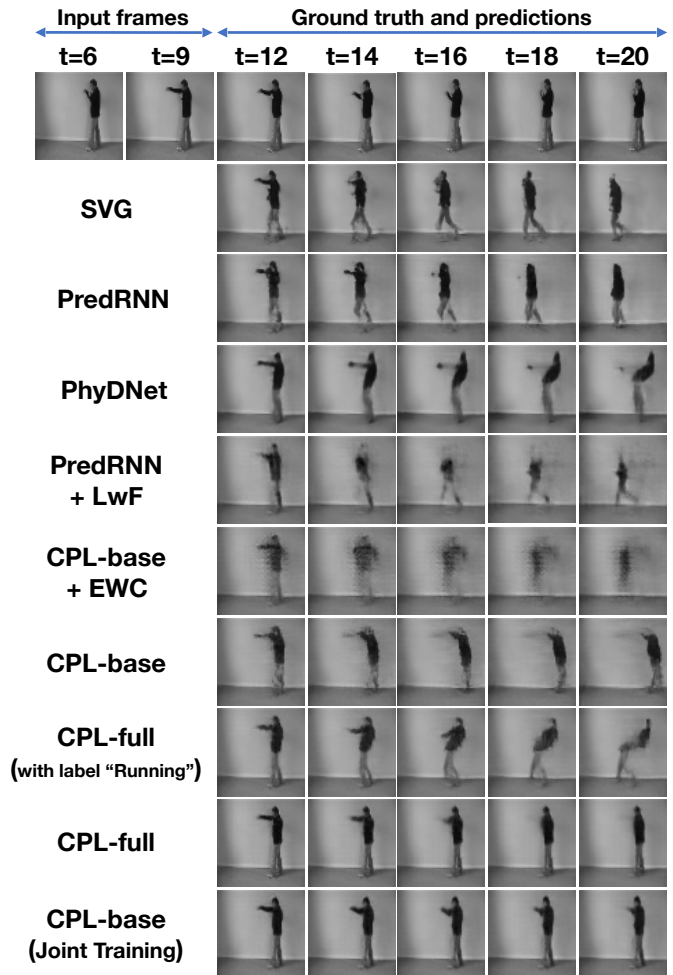 Input frames
Ground truth and predictions
t=6
t=9
t=12
t=14
t=16
t=18
t=20
SVG
PredRNN
PhyDNet
PredRNN
+ LwF
CPL-base
+ EWC
CPL-base
CPL-full
(with label “Running”)
CPL-full
CPL-base
(Joint Training)